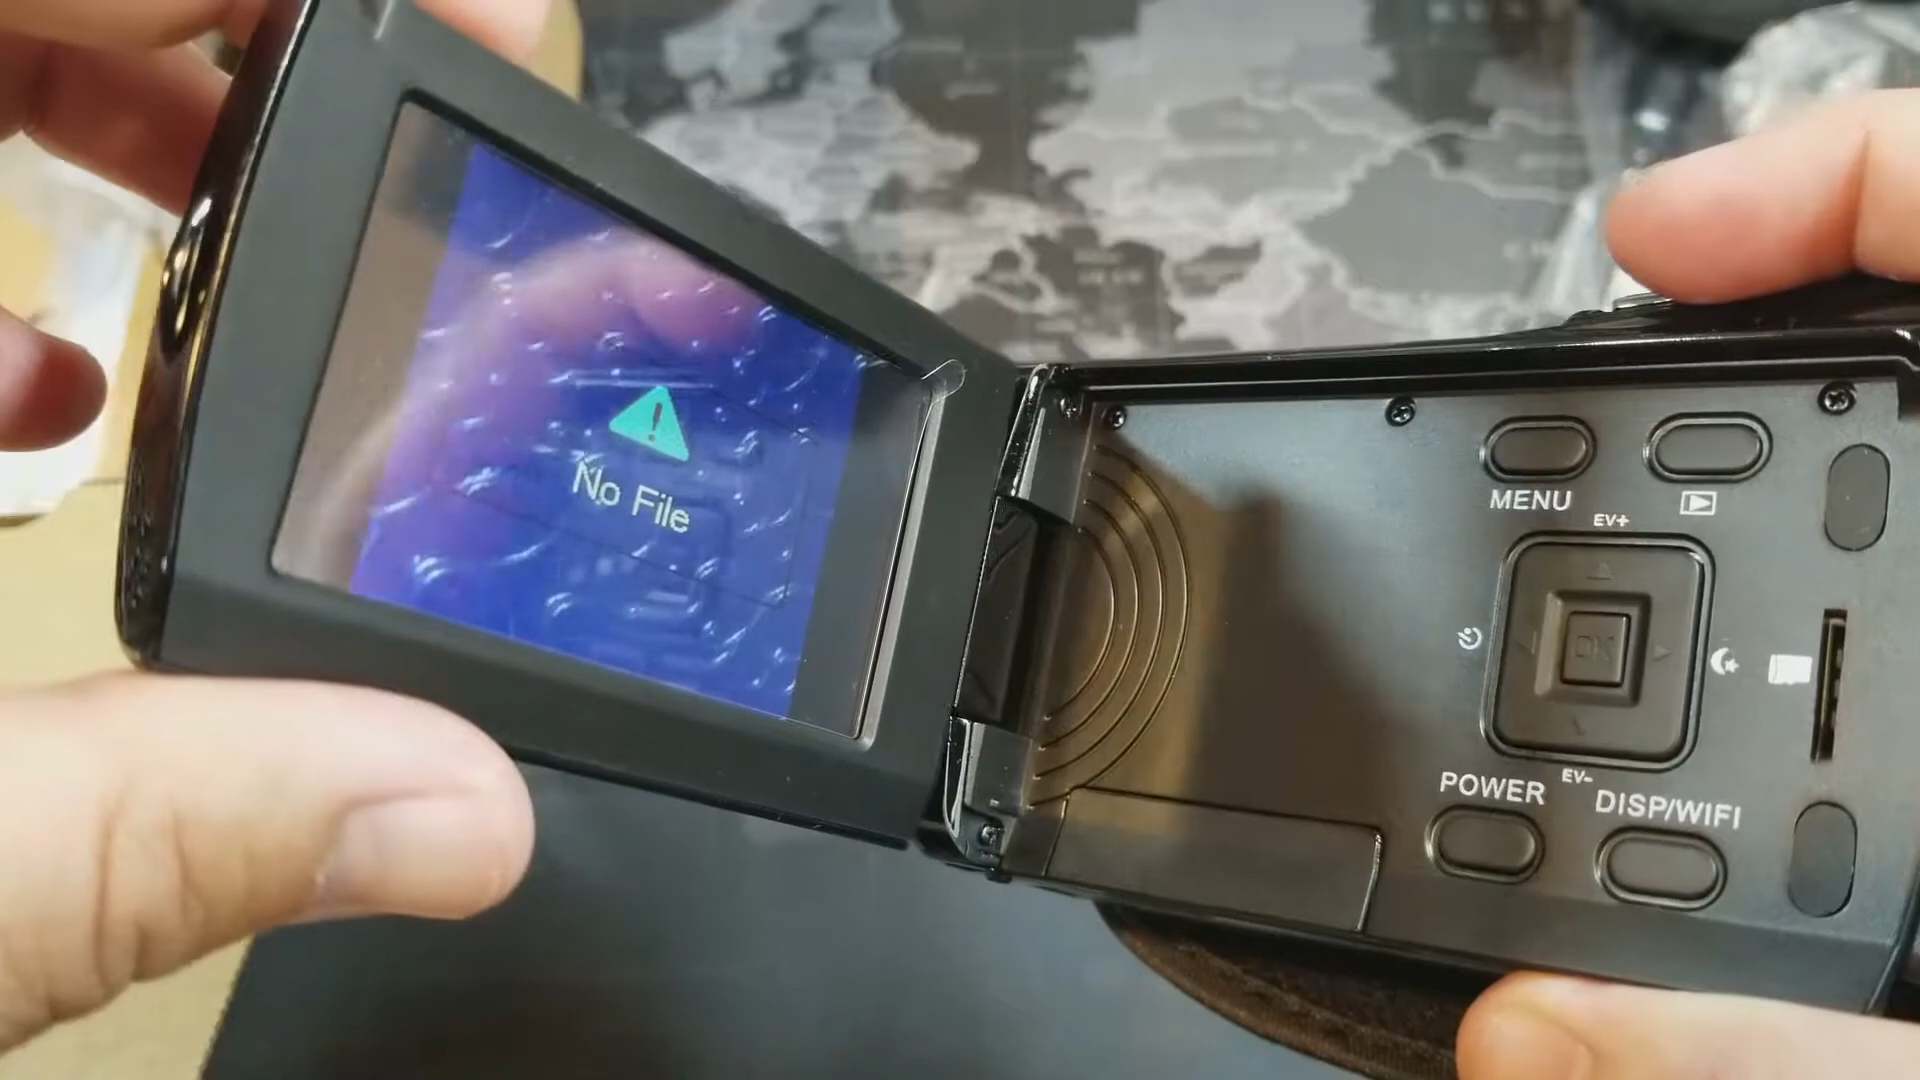 No File
MENU
EV+
OK
POWER
EV-
DISP/WIFI